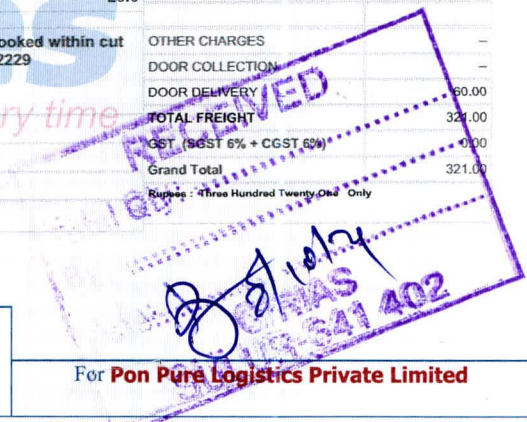 ooked within cut
2229
ry time
OTHER CHARGES –
DOOR COLLECTION –
DOOR DELIVERY 60.00
TOTAL FREIGHT 321.00
GST (SGST 6% + CGST 6%) 0.00
Grand Total 321.00
Rupees : Three Hundred Twenty One Only
RECEIVED
SULUR-641 402
For Pon Pure Logistics Private Limited